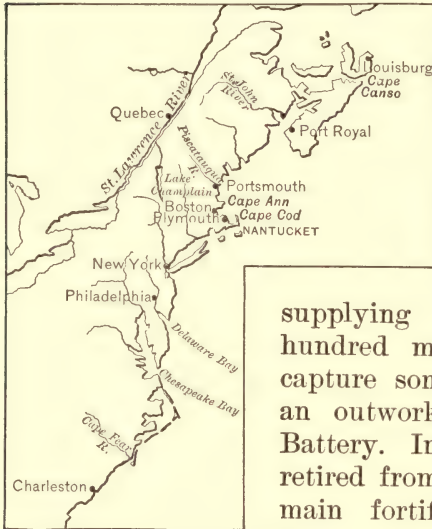 Louisburg
Cape
Canso
St. John
River
Quebec
St. Lawrence River
Port Royal
Piscataqua
R.
Lake
Champlain
Portsmouth
Cape Ann
Boston
Cape Cod
Plymouth
NANTUCKET
New York
Philadelphia
Delaware Bay
Chesapeake Bay
Cape Fear
R.
Charleston
supplying
hundred m
capture som
an outwork
Battery. In
retired from
main fortif